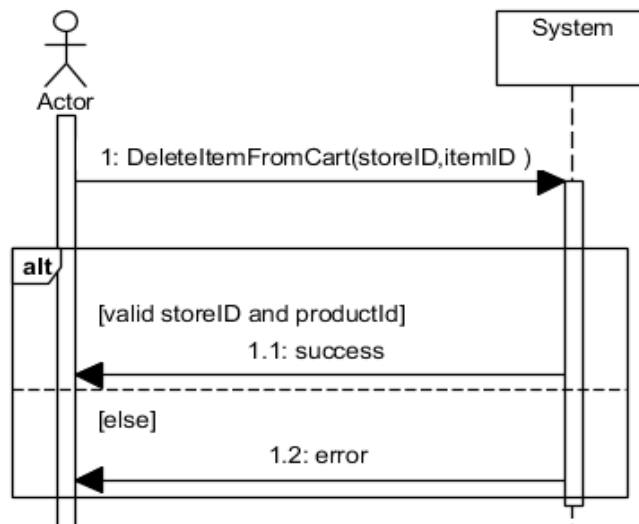 System
Actor
1: DeleteItemFromCart(storeID,itemID )
alt
[valid storeID and productId]
1.1: success
[else]
1.2: error